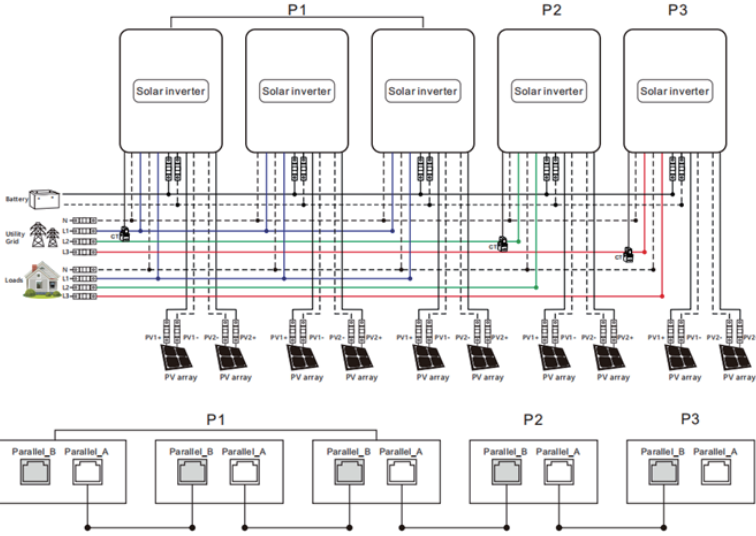 P1 P2 P3
Solar inverter Solar inverter Solar inverter Solar inverter Solar inverter
Battery
N
Utility Grid
L1
CT
L2
CT
L3
CT
N
Loads
L1
L2
L3
PV1+ PV1- PV2- PV2+ PV1+ PV1- PV2- PV2+ PV1+ PV1- PV2- PV2+ PV1+ PV1- PV2- PV2+ PV1+ PV1- PV2- PV2
PV array PV array PV array PV array PV array PV array PV array PV array PV array PV array
P1 P2 P3
Parallel_B Parallel_A Parallel_B Parallel_A Parallel_B Parallel_A Parallel_B Parallel_A Parallel_B Parallel_A